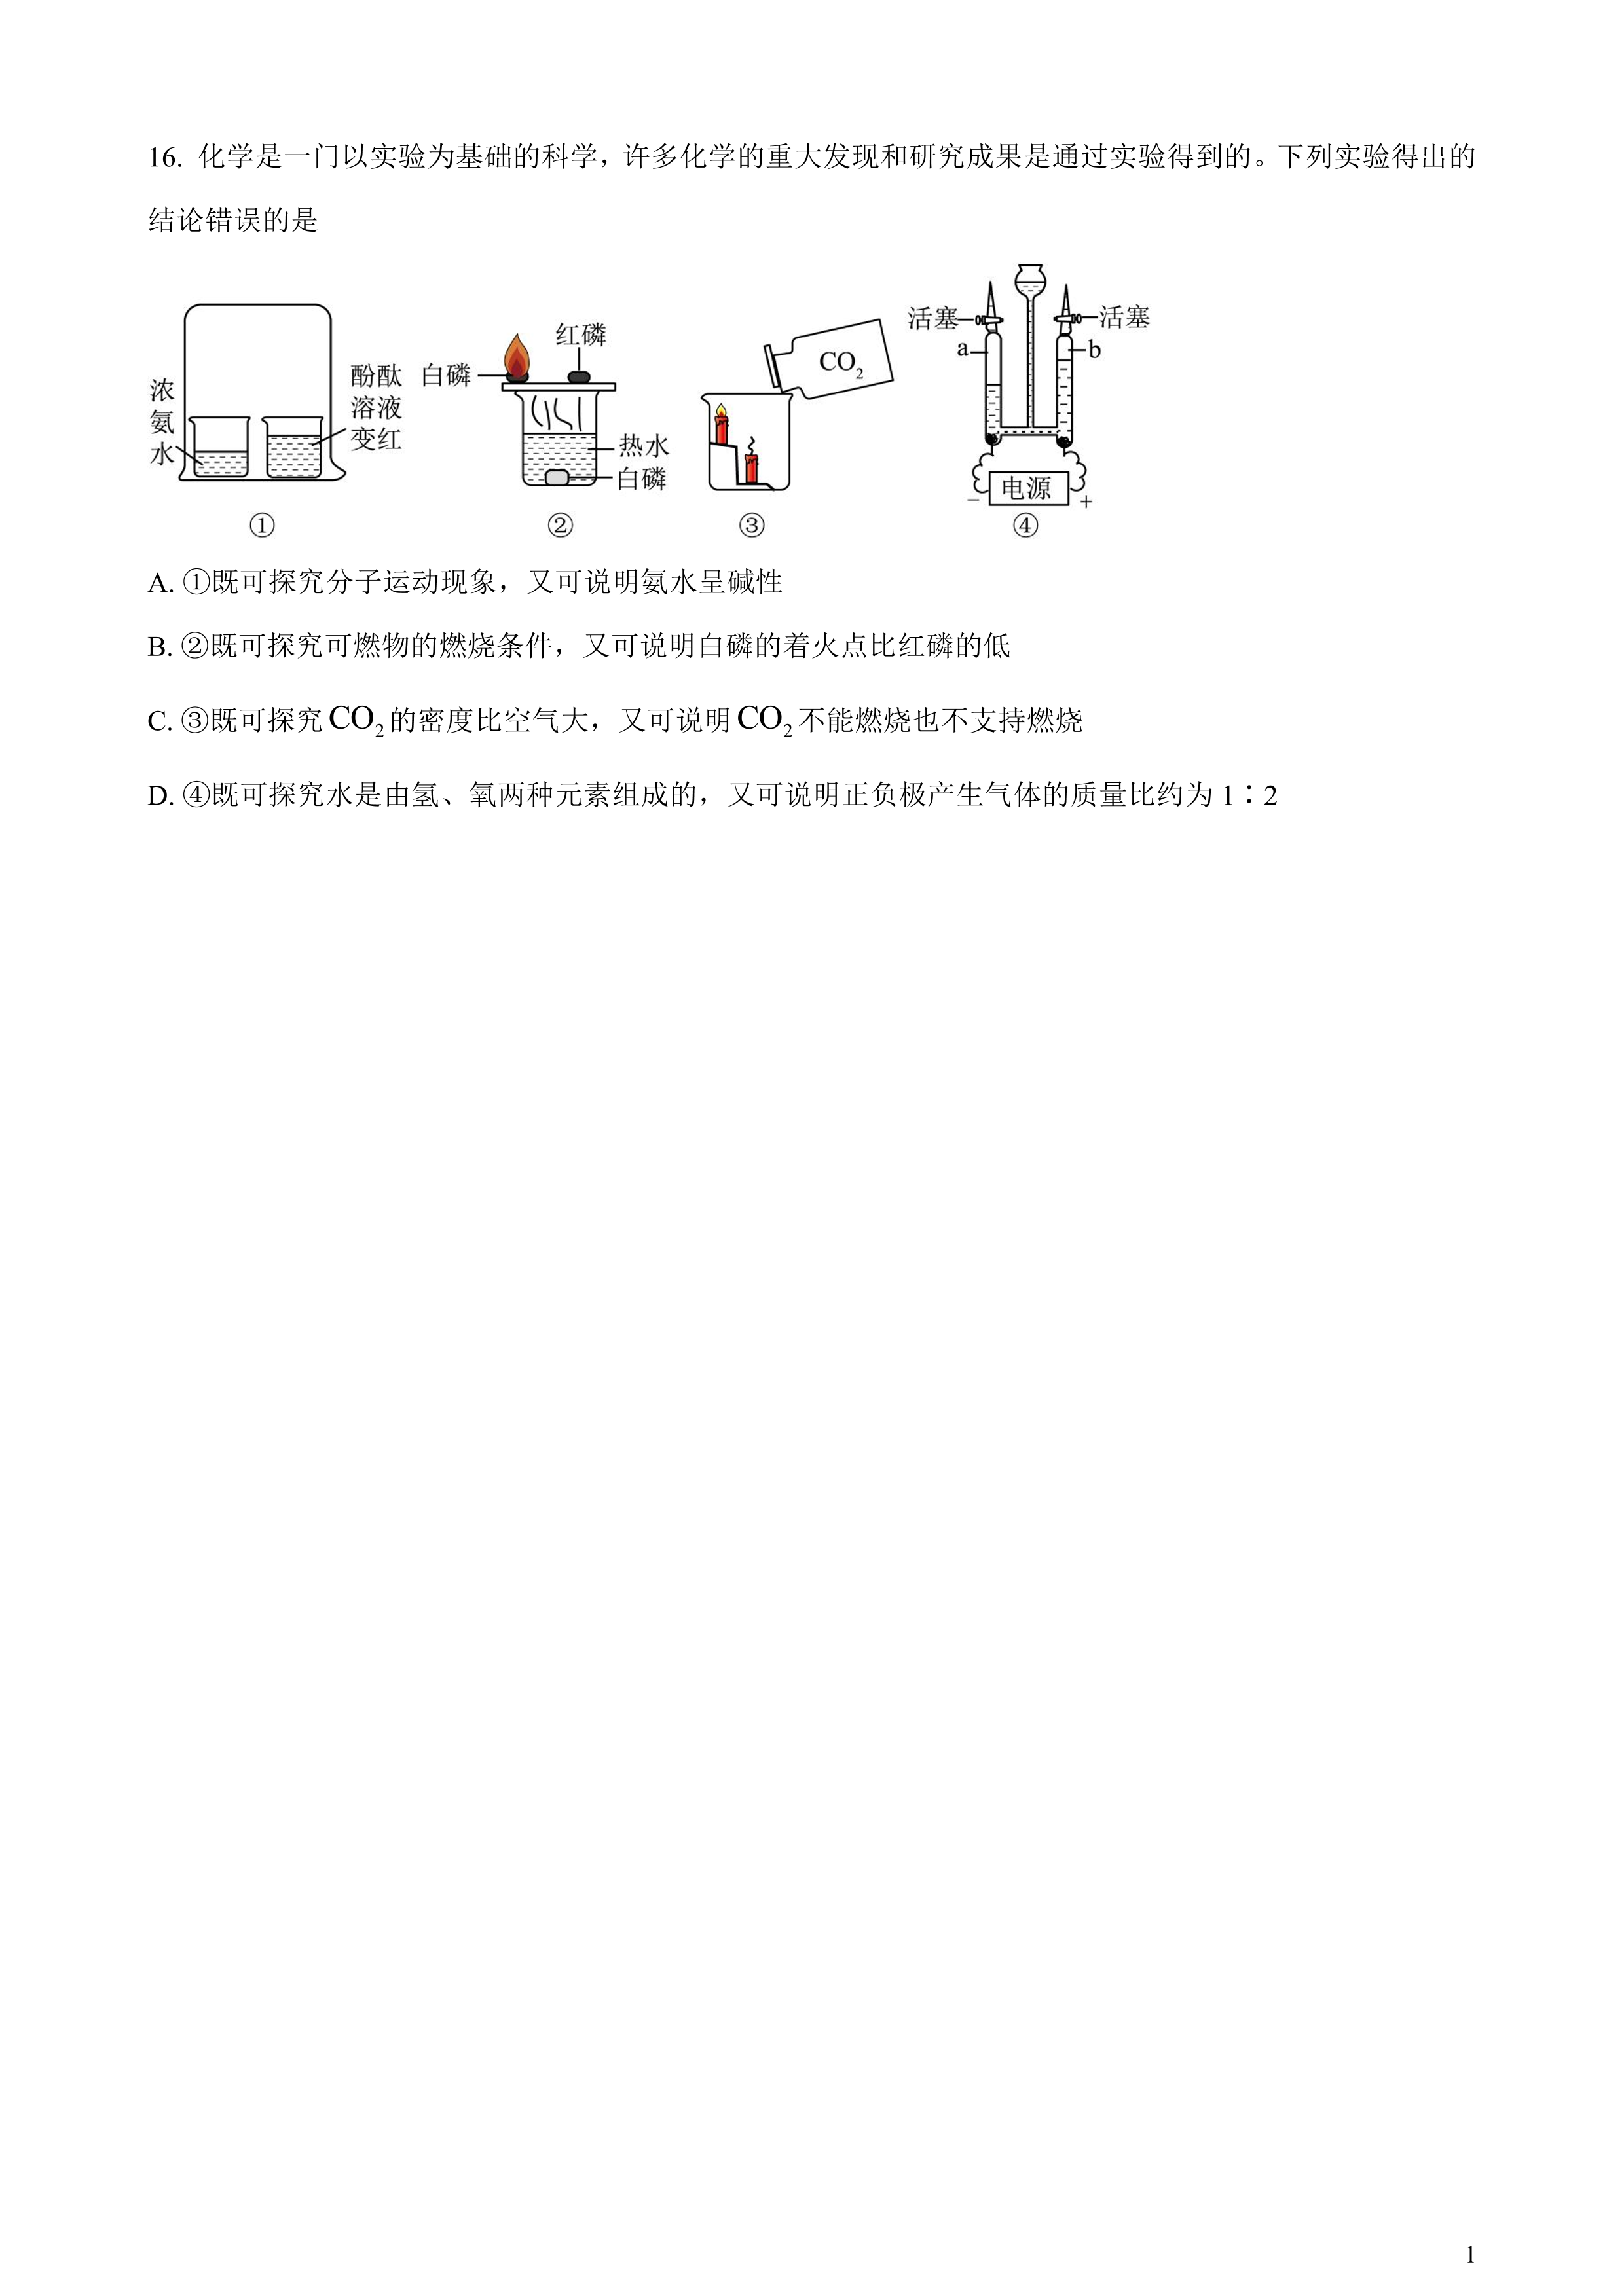 16. 化学是一门以实验为基础的科学，许多化学的重大发现和研究成果是通过实验得到的。下列实验得出的
结论错误的是
浓
氨
水
酚酞
溶液
变红
①
白磷
红磷
热水
白磷
②
CO₂
③
活塞
活塞
a
b
电源
−
+
④
A. ①既可探究分子运动现象，又可说明氨水呈碱性
B. ②既可探究可燃物的燃烧条件，又可说明白磷的着火点比红磷的低
C. ③既可探究CO₂的密度比空气大，又可说明CO₂不能燃烧也不支持燃烧
D. ④既可探究水是由氢、氧两种元素组成的，又可说明正负极产生气体的质量比约为 1∶2
1